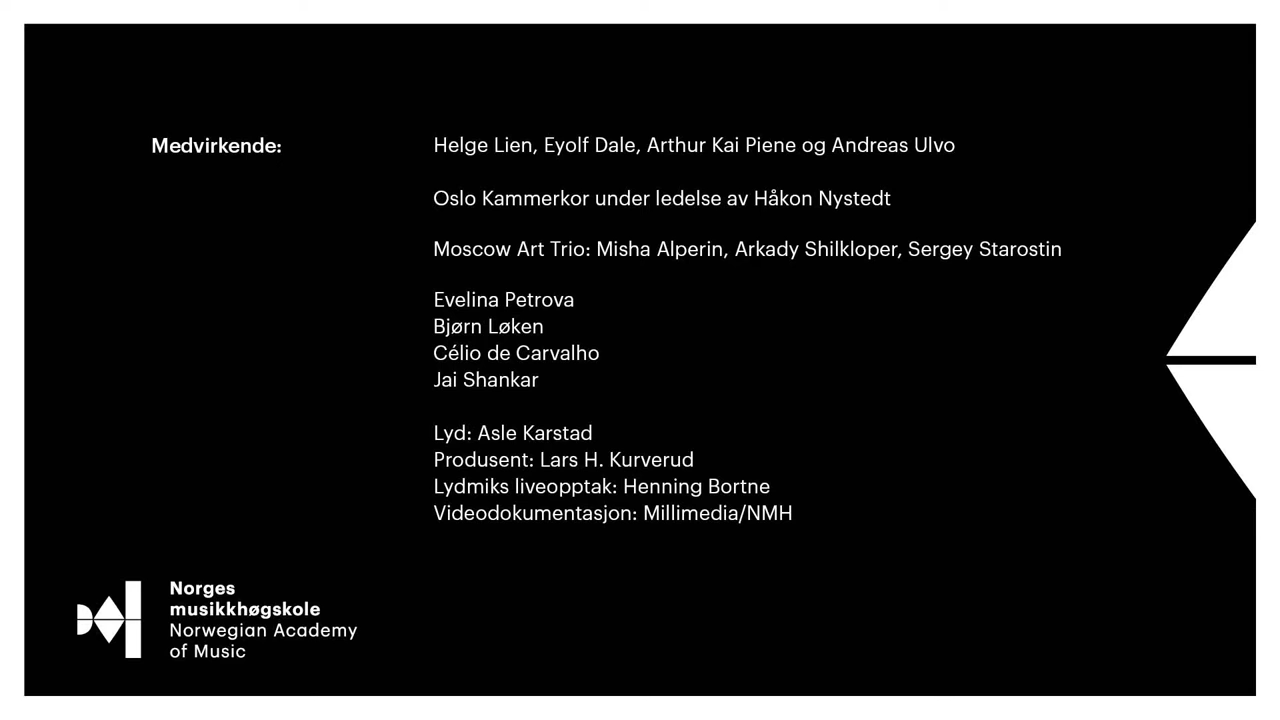 Medvirkende:
Helge Lien, Eyolf Dale, Arthur Kai Piene og Andreas Ulvo
Oslo Kammerkor under ledelse av Håkon Nystedt
Moscow Art Trio: Misha Alperin, Arkady Shilkloper, Sergey Starostin
Evelina Petrova
Bjørn Løken
Célio de Carvalho
Jai Shankar
Lyd: Asle Karstad
Produsent: Lars H. Kurverud
Lydmiks liveopptak: Henning Bortne
Videodokumentasjon: Millimedia/NMH
Norges
musikkhøgskole
Norwegian Academy
of Music